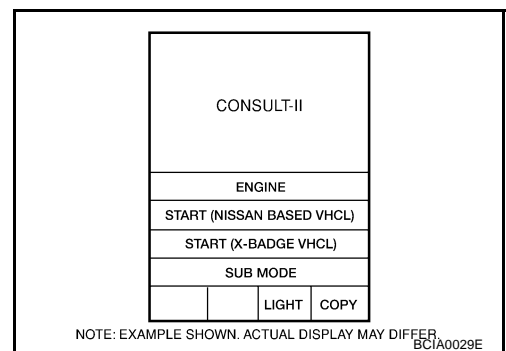 CONSULT-II
ENGINE
START (NISSAN BASED VHCL)
START (X-BADGE VHCL)
SUB MODE
LIGHT COPY
NOTE: EXAMPLE SHOWN. ACTUAL DISPLAY MAY DIFFER.
BCIA0029E